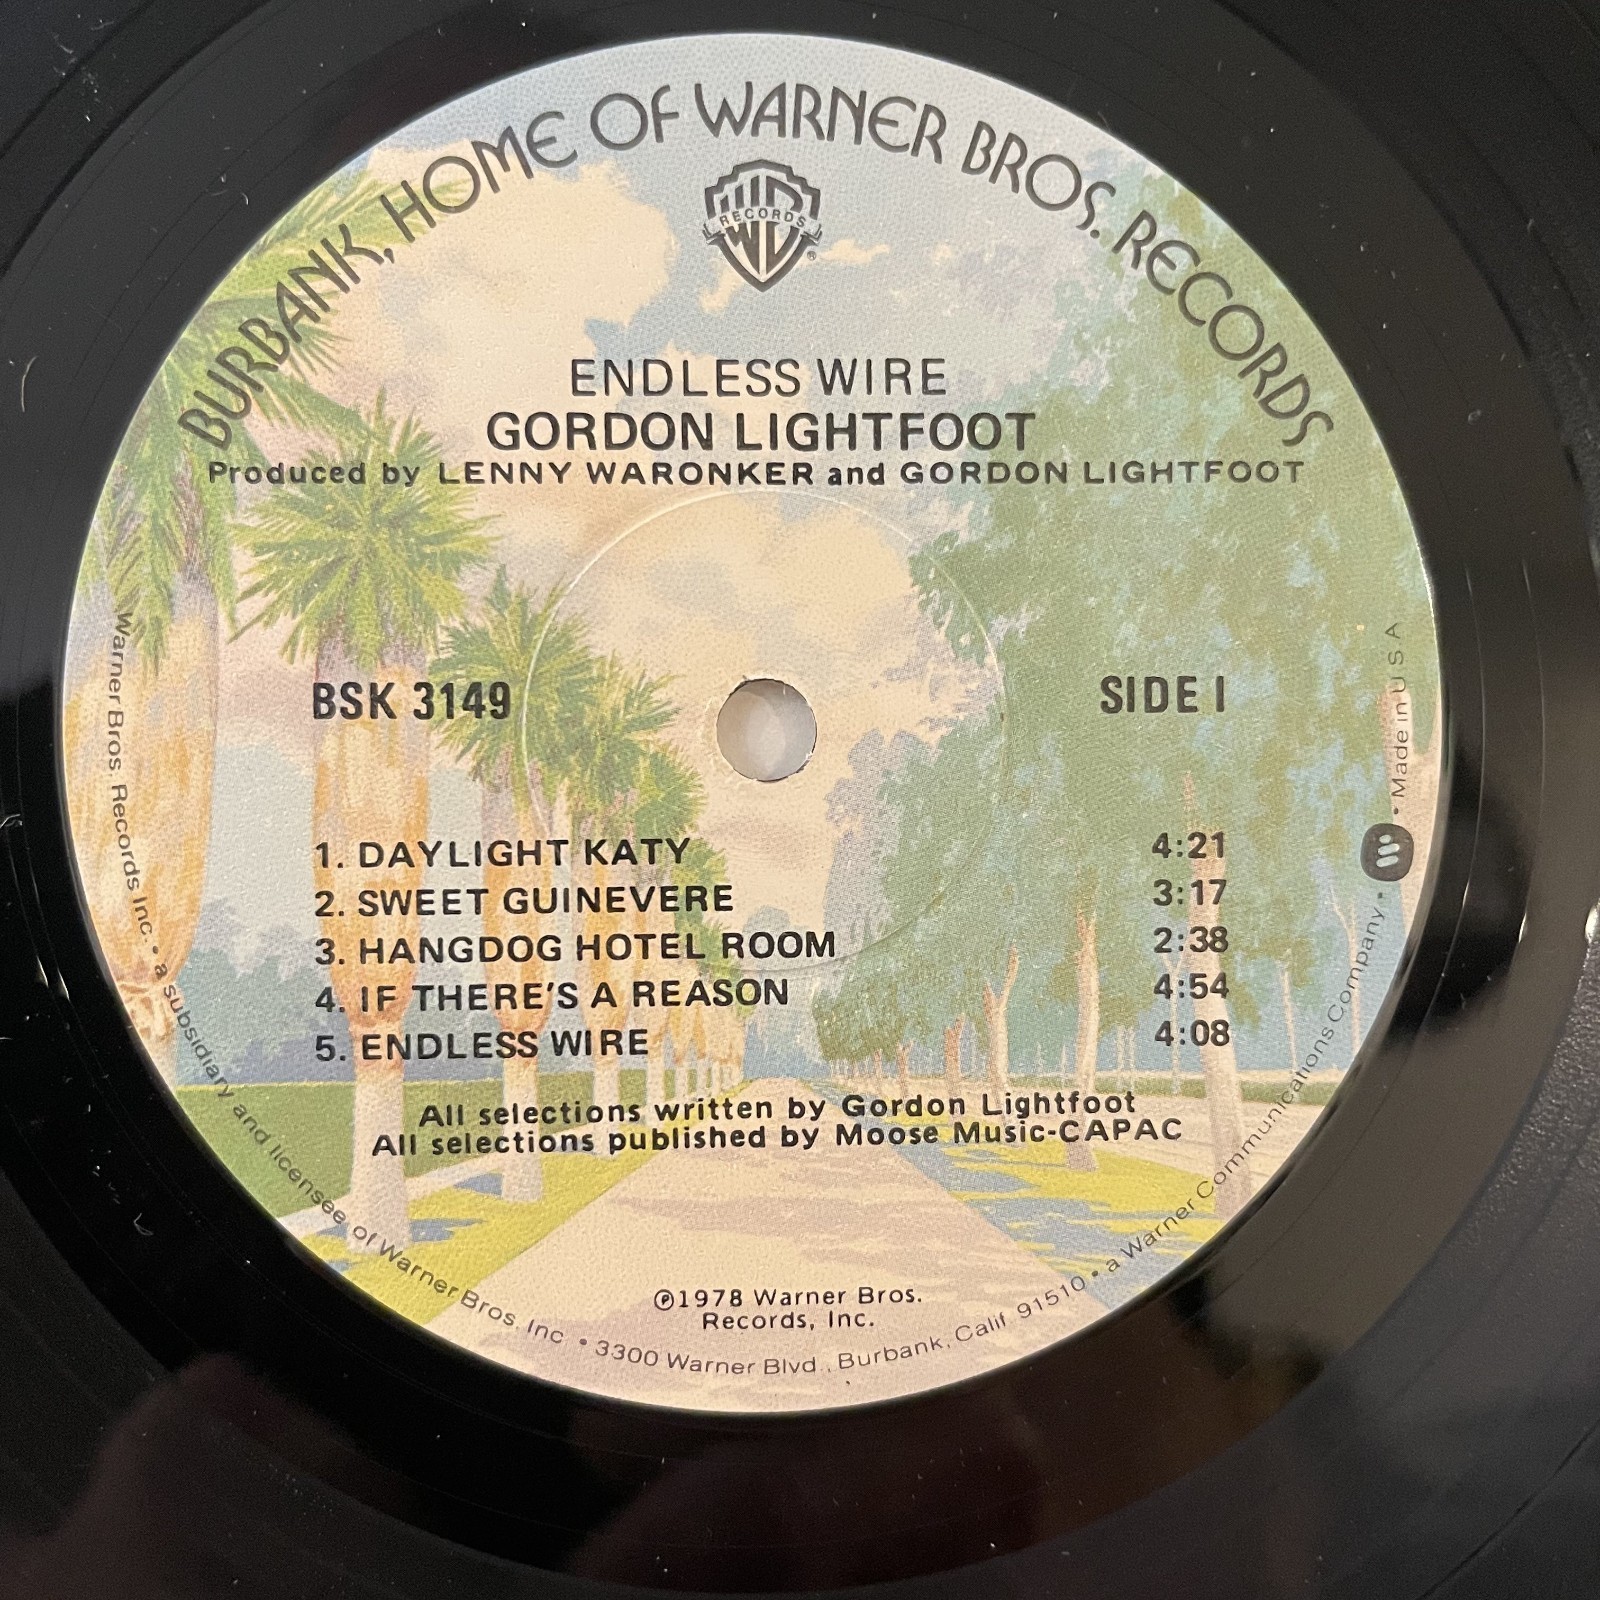 BURBANK, HOME OF WARNER BROS. RECORDS
RECORDS
ENDLESS WIRE
GORDON LIGHTFOOT
Produced by LENNY WARONKER and GORDON LIGHTFOOT
BSK 3149
SIDE I
1. DAYLIGHT KATY 4:21
2. SWEET GUINEVERE 3:17
3. HANGDOG HOTEL ROOM 2:38
4. IF THERE'S A REASON 4:54
5. ENDLESS WIRE 4:08
All selections written by Gordon Lightfoot
All selections published by Moose Music-CAPAC
℗1978 Warner Bros.
Records, Inc.
Warner Bros. Records Inc. • a subsidiary and licensee of Warner Bros. Inc • 3300 Warner Blvd., Burbank, Calif 91510 • a Warner Communications Company • • Made in U S A